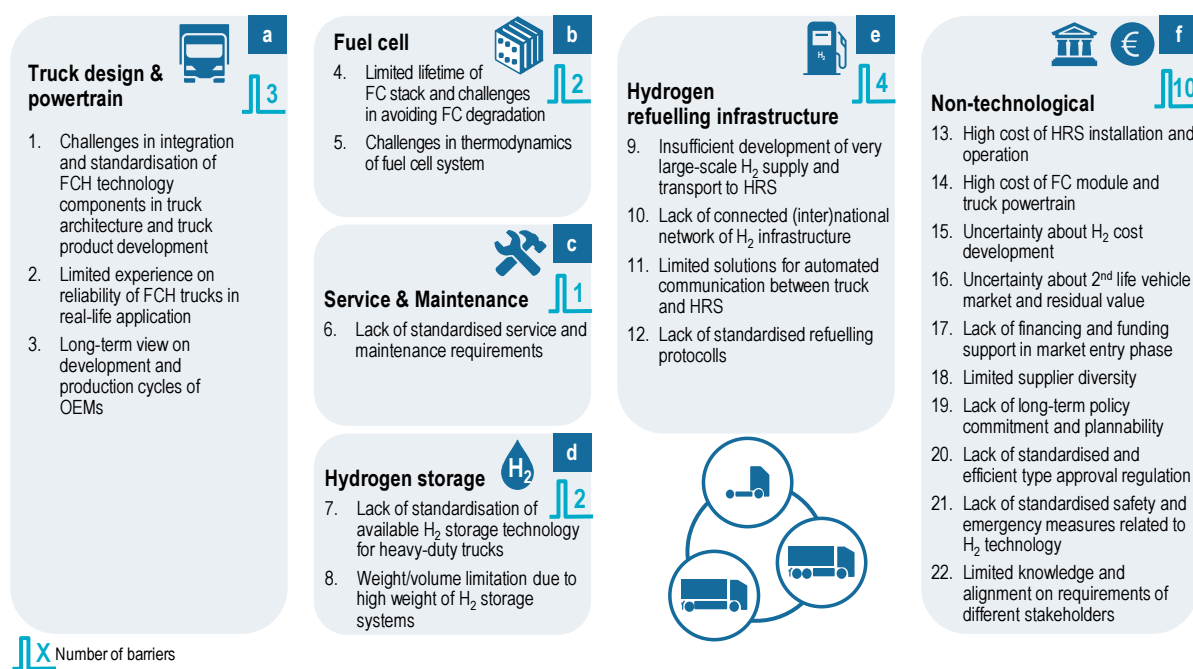 a
3
Truck design &
powertrain
1. Challenges in integration
and standardisation of
FCH technology
components in truck
architecture and truck
product development
2. Limited experience on
reliability of FCH trucks in
real-life application
3. Long-term view on
development and
production cycles of
OEMs
b
2
Fuel cell
4. Limited lifetime of
FC stack and challenges
in avoiding FC degradation
5. Challenges in thermodynamics
of fuel cell system
c
1
Service & Maintenance
6. Lack of standardised service and
maintenance requirements
d
H2
2
Hydrogen storage
7. Lack of standardisation of
available H2 storage technology
for heavy-duty trucks
8. Weight/volume limitation due to
high weight of H2 storage
systems
e
H2
4
Hydrogen
refuelling infrastructure
9. Insufficient development of very
large-scale H2 supply and
transport to HRS
10. Lack of connected (inter)national
network of H2 infrastructure
11. Limited solutions for automated
communication between truck
and HRS
12. Lack of standardised refuelling
protocolls
€
f
10
Non-technological
13. High cost of HRS installation and
operation
14. High cost of FC module and
truck powertrain
15. Uncertainty about H2 cost
development
16. Uncertainty about 2nd life vehicle
market and residual value
17. Lack of financing and funding
support in market entry phase
18. Limited supplier diversity
19. Lack of long-term policy
commitment and plannability
20. Lack of standardised and
efficient type approval regulation
21. Lack of standardised safety and
emergency measures related to
H2 technology
22. Limited knowledge and
alignment on requirements of
different stakeholders
X Number of barriers